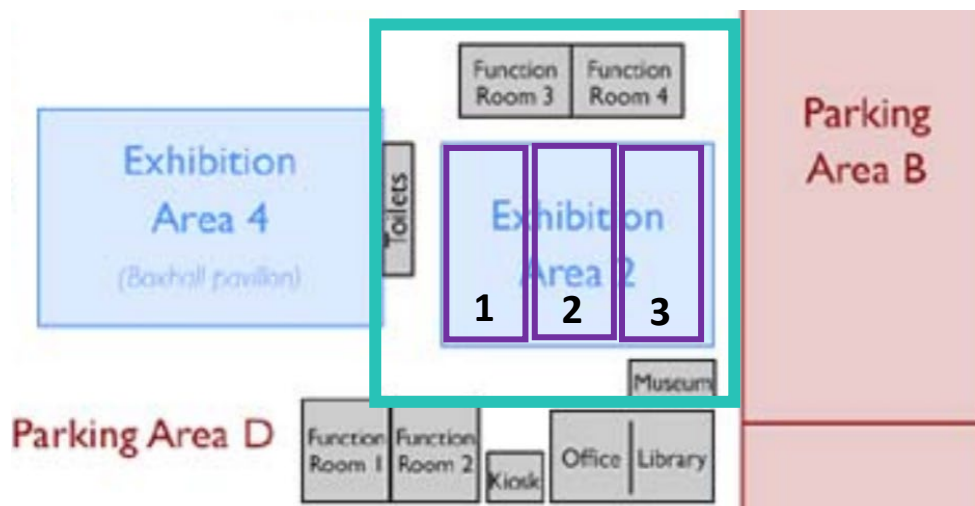 Function
Room 3
Function
Room 4
Parking
Area B
Exhibition
Area 4
(Boxhall pavilion)
Toilets
Exhibition
Area 2
1
2
3
Museum
Parking Area D
Function
Room 1
Function
Room 2
Kiosk
Office
Library